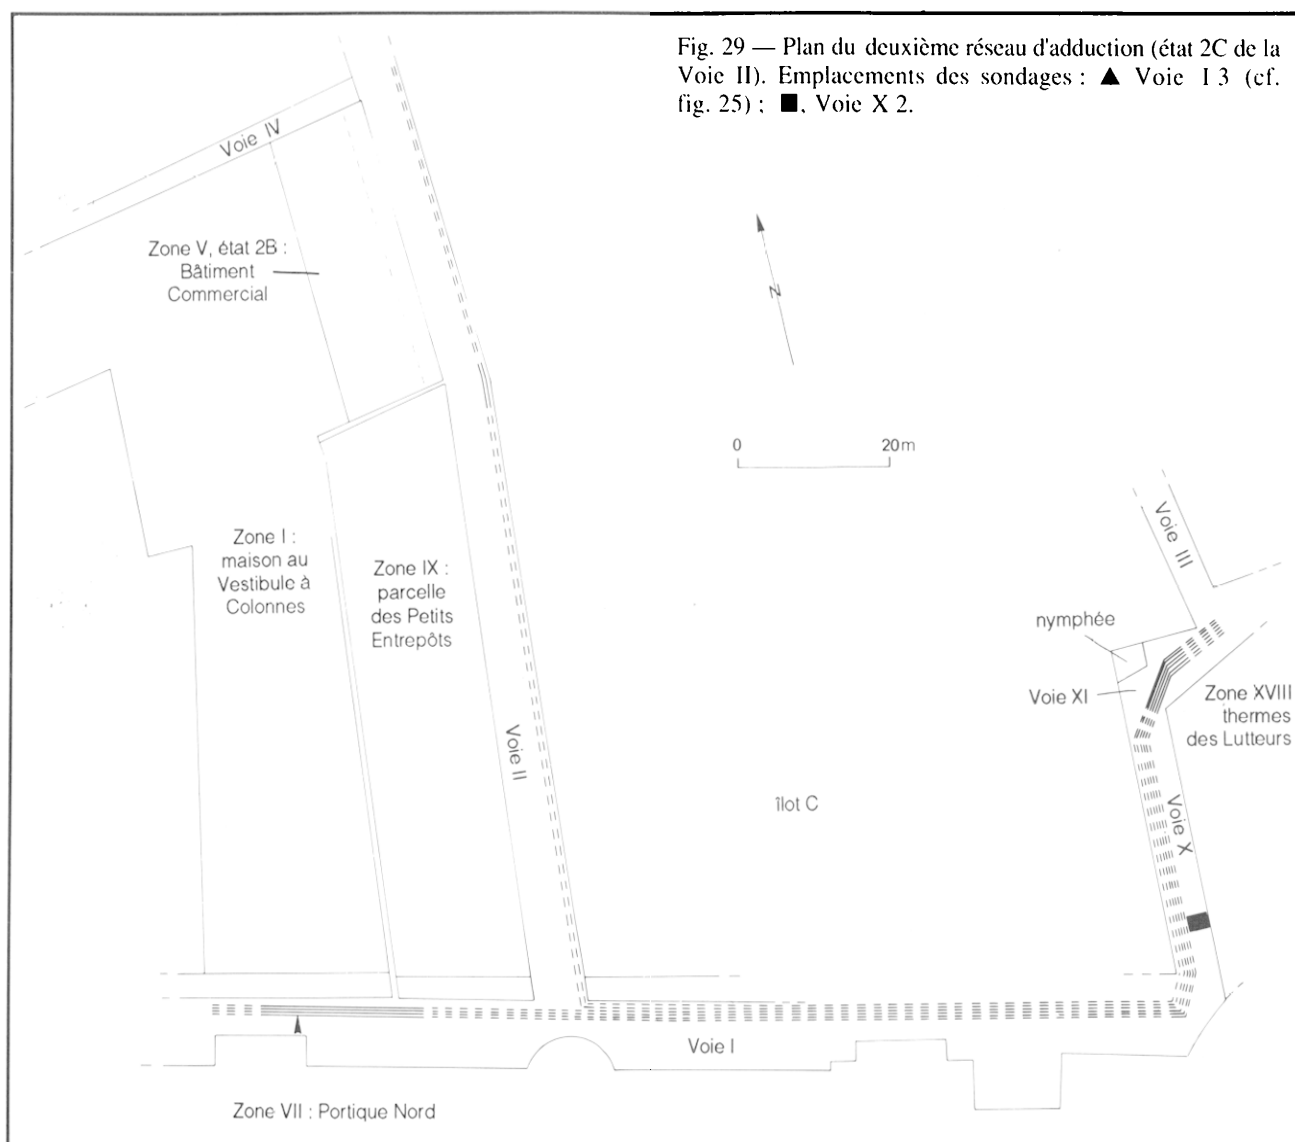 Fig. 29 — Plan du deuxième réseau d'adduction (état 2C de la
Voie II). Emplacements des sondages : ▲ Voie I 3 (cf.
fig. 25) ; ■, Voie X 2.
Voie IV
Zone V, état 2B :
Bâtiment
Commercial
N
0 20 m
Voie III
Zone I :
maison au
Vestibule à
Colonnes
Zone IX :
parcelle
des Petits
Entrepôts
nymphée
Voie XI
Zone XVIII
thermes
des Lutteurs
Voie II
îlot C
Voie X
Voie I
Zone VII : Portique Nord